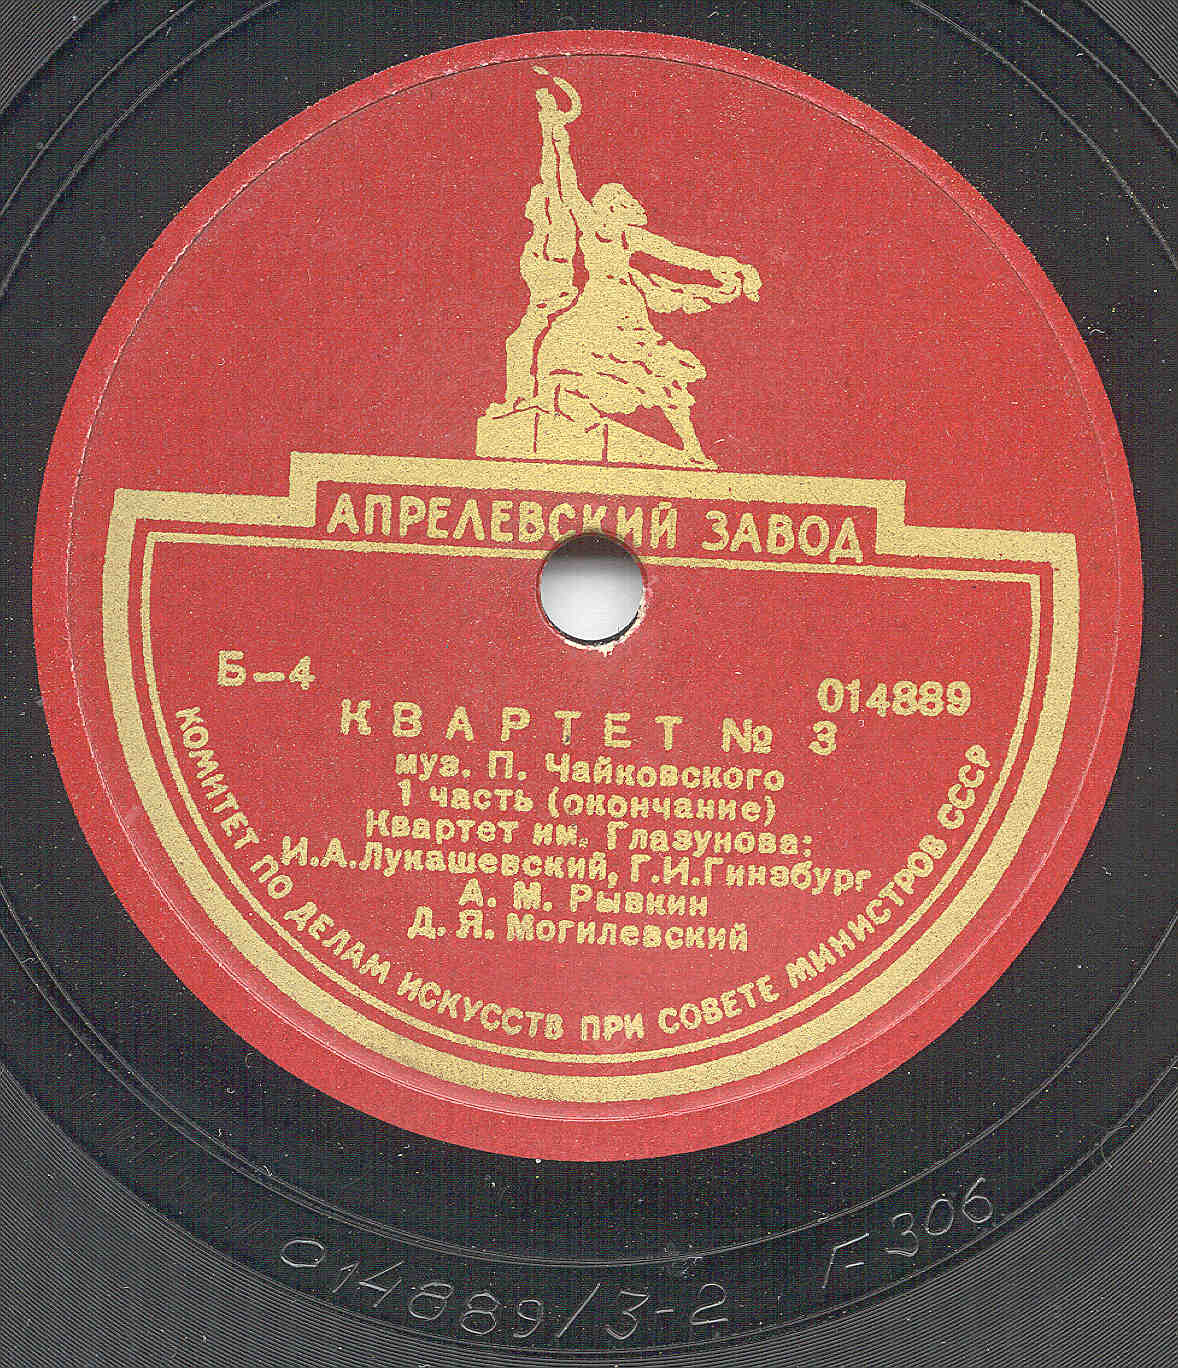 АПРЕЛЕВСКИЙ ЗАВОД
Б–4
014889
КВАРТЕТ № 3
муз. П. Чайковского
1 часть (окончание)
Квартет им. Глазунова:
И.А.Лукашевский, Г.И.Гинзбург
А. М. Рывкин
Д. Я. Могилевский
КОМИТЕТ ПО ДЕЛАМ ИСКУССТВ ПРИ СОВЕТЕ МИНИСТРОВ СССР
014889/3-2 F 306